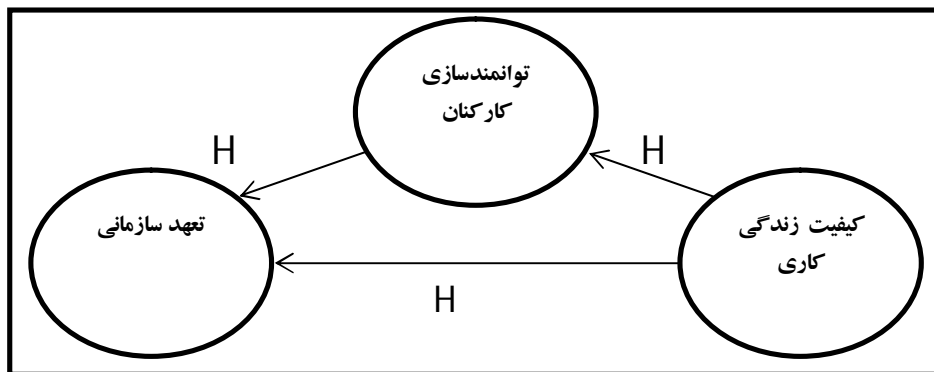 توانمندسازی
کارکنان
H
H
کیفیت زندگی
کاری
تعهد سازمانی
H